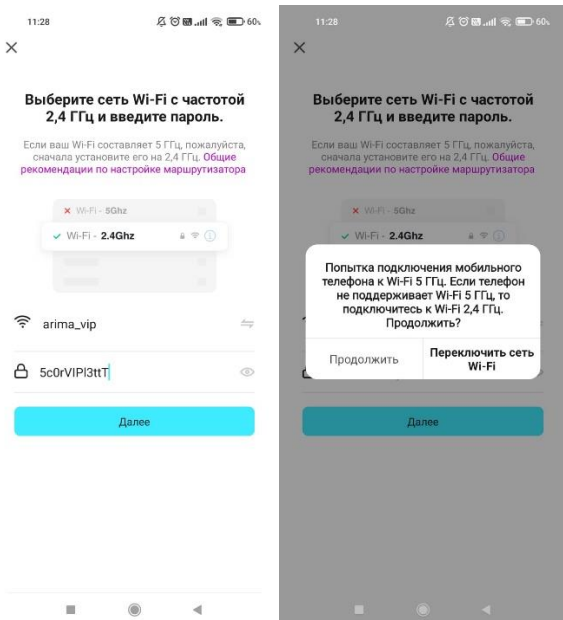 11:28
60%
Выберите сеть Wi-Fi с частотой
2,4 ГГц и введите пароль.
Если ваш Wi-Fi составляет 5 ГГц, пожалуйста,
сначала установите его на 2,4 ГГц. Общие
рекомендации по настройке маршрутизатора
Wi-Fi - 5Ghz
Wi-Fi - 2.4Ghz
arima_vip
5c0rVIPl3ttT
Далее
11:28
60%
Выберите сеть Wi-Fi с частотой
2,4 ГГц и введите пароль.
Если ваш Wi-Fi составляет 5 ГГц, пожалуйста,
сначала установите его на 2,4 ГГц. Общие
рекомендации по настройке маршрутизатора
Wi-Fi - 5Ghz
Wi-Fi - 2.4Ghz
Попытка подключения мобильного
телефона к Wi-Fi 5 ГГц. Если телефон
не поддерживает Wi-Fi 5 ГГц, то
подключитесь к Wi-Fi 2,4 ГГц.
Продолжить?
Продолжить
Переключить сеть
Wi-Fi
Далее